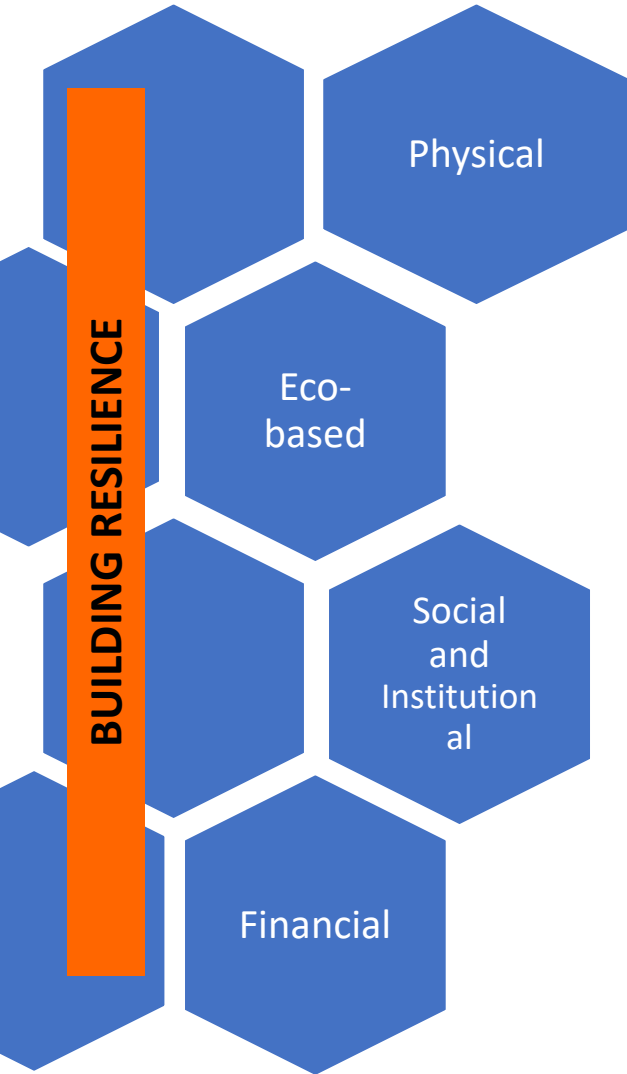 Physical
Eco-
based
BUILDING RESILIENCE
Social
and
Institution
al
Financial